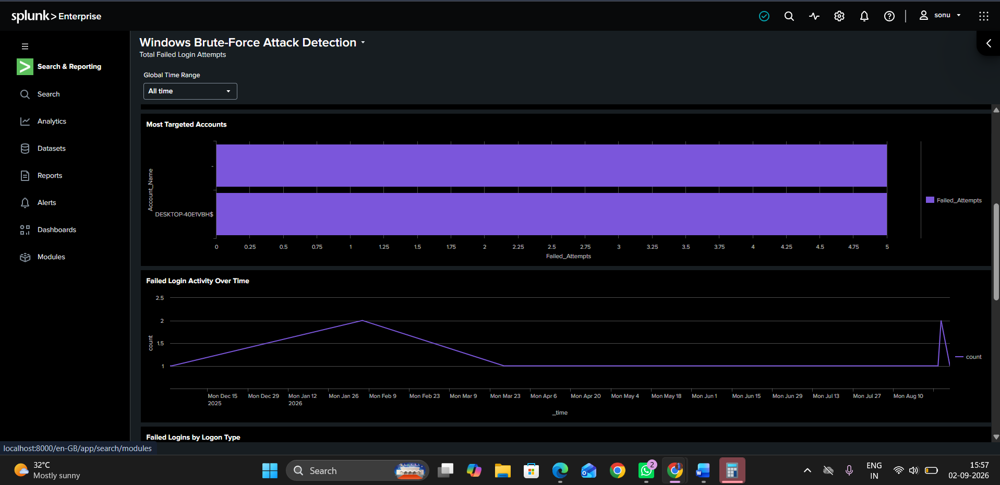 splunk> Enterprise
sonu
Search & Reporting
Search
Analytics
Datasets
Reports
Alerts
Dashboards
Modules
Windows Brute-Force Attack Detection
Total Failed Login Attempts
Global Time Range
All time
Most Targeted Accounts
Account_Name
-
DESKTOP-40E1VBH$
0 0.25 0.5 0.75 1 1.25 1.5 1.75 2 2.25 2.5 2.75 3 3.25 3.5 3.75 4 4.25 4.5 4.75 5
Failed_Attempts
Failed_Attempts
Failed Login Activity Over Time
2.5
2
1.5
1
count
count
Mon Dec 15 Mon Dec 29 Mon Jan 12 Mon Jan 26 Mon Feb 9 Mon Feb 23 Mon Mar 9 Mon Mar 23 Mon Apr 6 Mon Apr 20 Mon May 4 Mon May 18 Mon Jun 1 Mon Jun 15 Mon Jun 29 Mon Jul 13 Mon Jul 27 Mon Aug 10
2025 2026
_time
Failed Logins by Logon Type
localhost:8000/en-GB/app/search/modules
32°C
Mostly sunny
Search
2
1
ENG
IN
15:57
02-09-2026